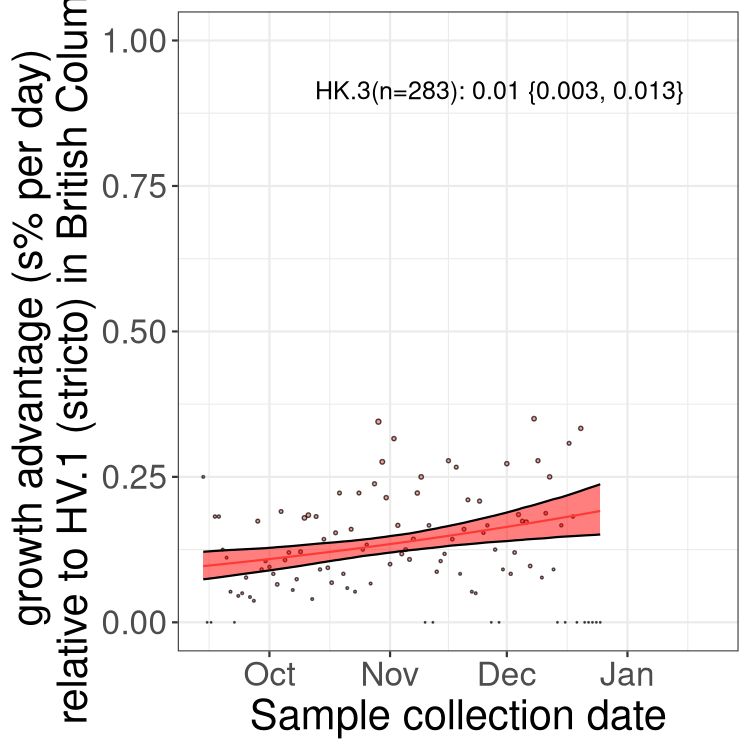 growth advantage (s% per day)
relative to HV.1 (stricto) in British Colum
1.00
0.75
0.50
0.25
0.00
HK.3(n=283): 0.01 {0.003, 0.013}
Oct Nov Dec Jan
Sample collection date